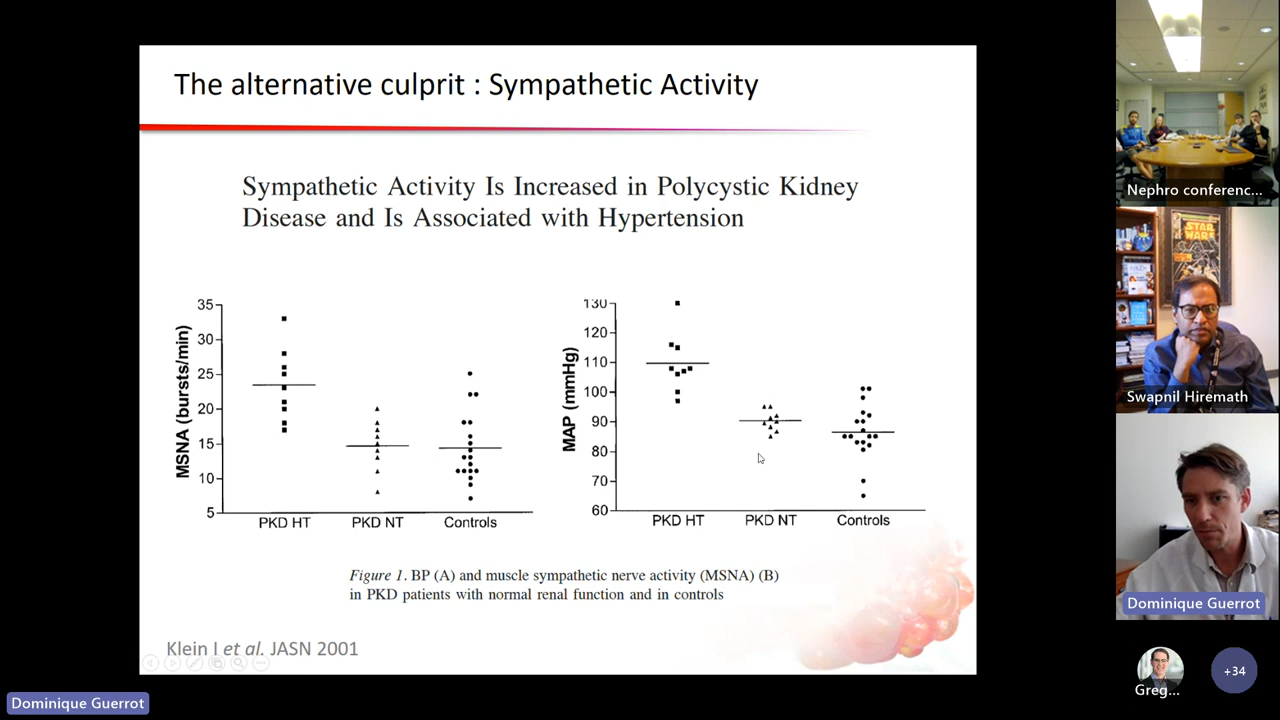 The alternative culprit : Sympathetic Activity
Sympathetic Activity Is Increased in Polycystic Kidney
Disease and Is Associated with Hypertension
MSNA (bursts/min)
35
30
25
20
15
10
5
PKD HT PKD NT Controls
MAP (mmHg)
130
120
110
100
90
80
70
60
PKD HT PKD NT Controls
Figure 1. BP (A) and muscle sympathetic nerve activity (MSNA) (B)
in PKD patients with normal renal function and in controls
Klein I et al. JASN 2001
Dominique Guerrot
Nephro conferenc...
STAR
WARS
Swapnil Hiremath
Dominique Guerrot
Greg...
+34